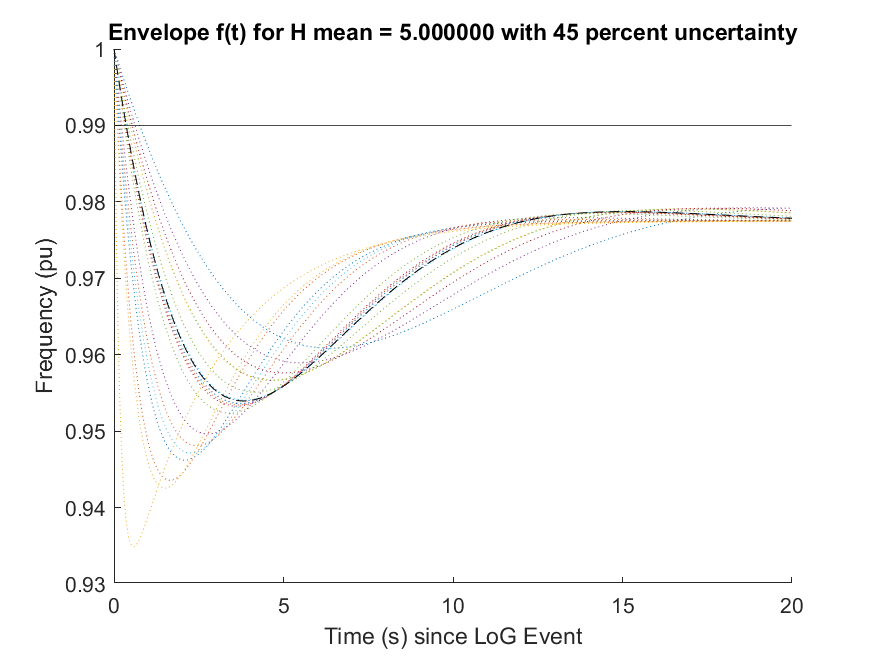 Envelope f(t) for H mean = 5.000000 with 45 percent uncertainty
1
0.99
0.98
0.97
0.96
0.95
0.94
0.93
Frequency (pu)
0 5 10 15 20
Time (s) since LoG Event